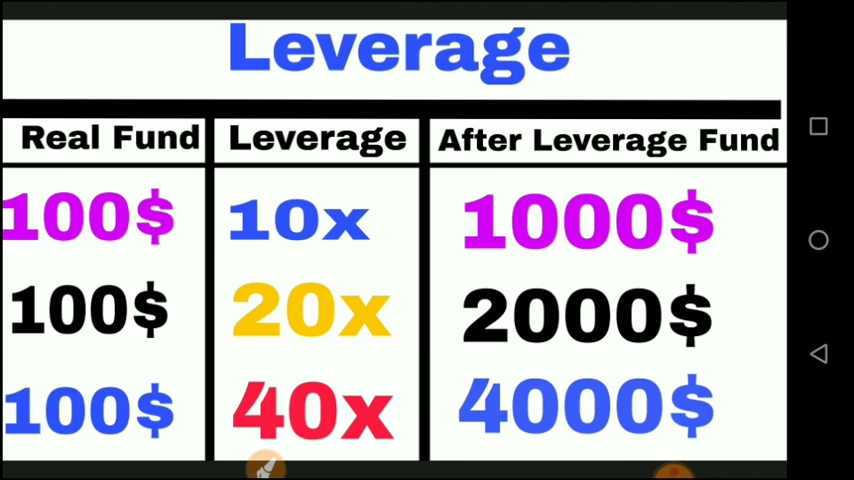 Leverage
Real Fund Leverage After Leverage Fund
100$ 10x 1000$
100$ 20x 2000$
100$ 40x 4000$